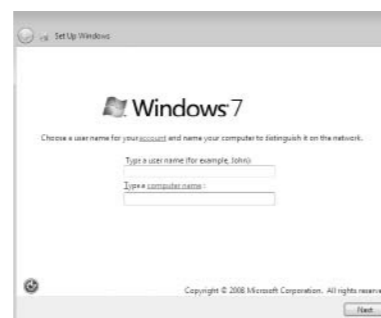 Set Up Windows
Windows 7
Choose a user name for your account and name your computer to distinguish it on the network.
Type a user name (for example, John):
Type a computer name :
Copyright © 2008 Microsoft Corporation. All rights reserve
Next